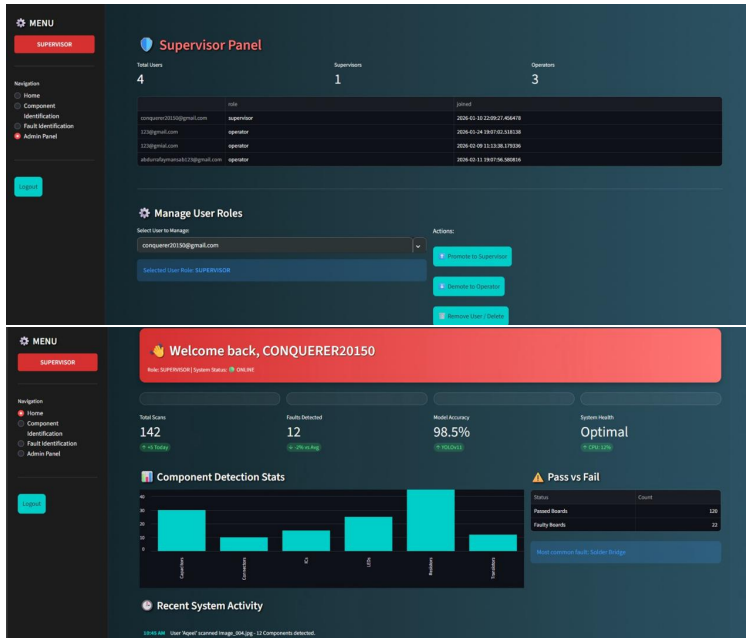 MENU
SUPERVISOR
Navigation
Home
Component
Identification
Fault Identification
Admin Panel
Logout
Supervisor Panel
Total Users
Supervisors
Operators
4
1
3
role
joined
conquerer20150@gmail.com supervisor 2026-01-10 22:09:27.456478
123@gmail.com operator 2026-01-24 19:07:02.518138
123@gmial.com operator 2026-02-09 11:13:38.179336
abdurrafaymansab123@gmail.com operator 2026-02-11 19:07:56.580816
Manage User Roles
Select User to Manage:
conquerer20150@gmail.com
Selected User Role: SUPERVISOR
Actions:
Promote to Supervisor
Demote to Operator
Remove User / Delete
MENU
SUPERVISOR
Navigation
Home
Component
Identification
Fault Identification
Admin Panel
Logout
Welcome back, CONQUERER20150
Role: SUPERVISOR | System Status: ONLINE
Total Scans
142
↑ +5 Today
Faults Detected
12
↓ -2% vs Avg
Model Accuracy
98.5%
↑ YOLOv11
System Health
Optimal
↑ CPU: 12%
Component Detection Stats
40
30
20
10
0
Capacitors
Connectors
ICs
LEDs
Resistors
Transistors
Pass vs Fail
Status Count
Passed Boards 120
Faulty Boards 22
Most common fault: Solder Bridge
Recent System Activity
10:45 AM User 'Aqeel' scanned Image_004.jpg - 12 Components detected.